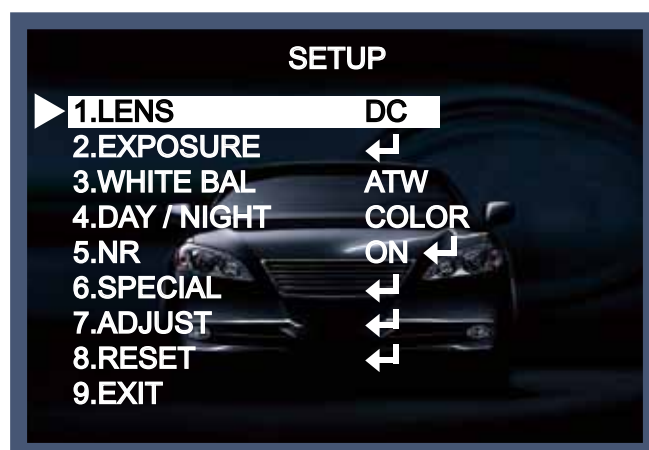 SETUP
1.LENS DC
2.EXPOSURE ↵
3.WHITE BAL ATW
4.DAY / NIGHT COLOR
5.NR ON ↵
6.SPECIAL ↵
7.ADJUST ↵
8.RESET ↵
9.EXIT